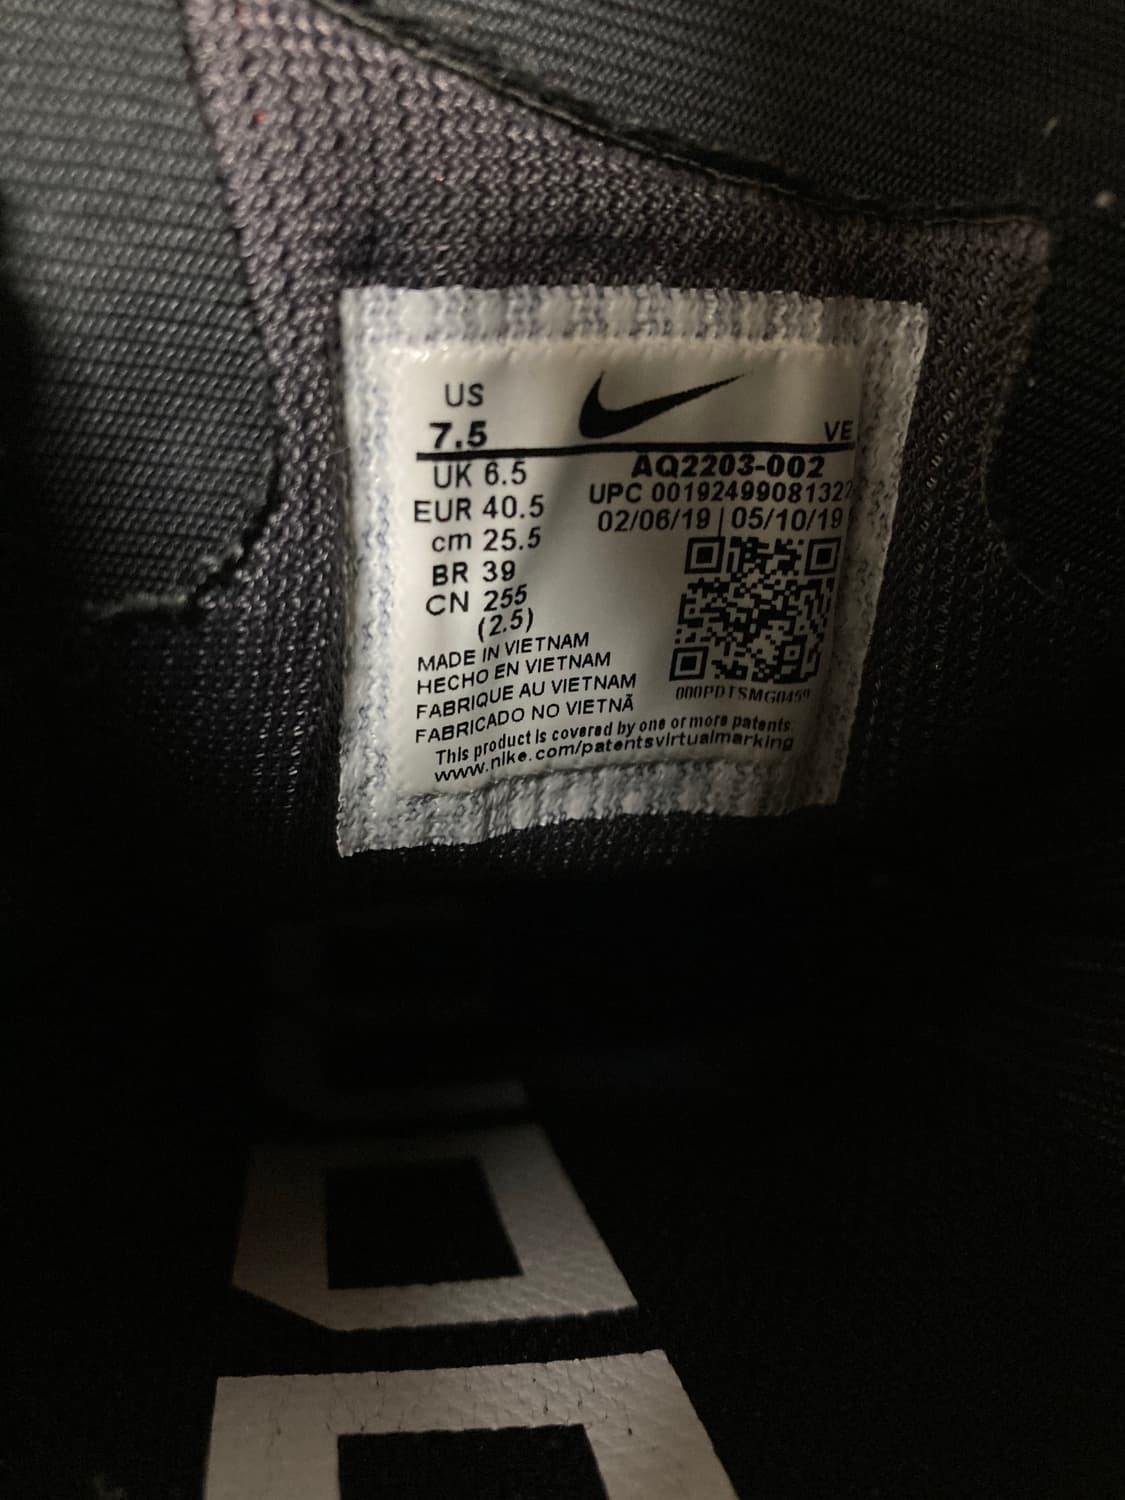 US
7.5
VE
UK 6.5
AQ2203-002
EUR 40.5
UPC 00192499081322
cm 25.5
02/06/19 | 05/10/19
BR 39
CN 255
(2.5)
MADE IN VIETNAM
HECHO EN VIETNAM
FABRIQUE AU VIETNAM
FABRICADO NO VIETNÃ
000PDTSMG0459
This product is covered by one or more patents
www.nike.com/patentsvirtualmarking